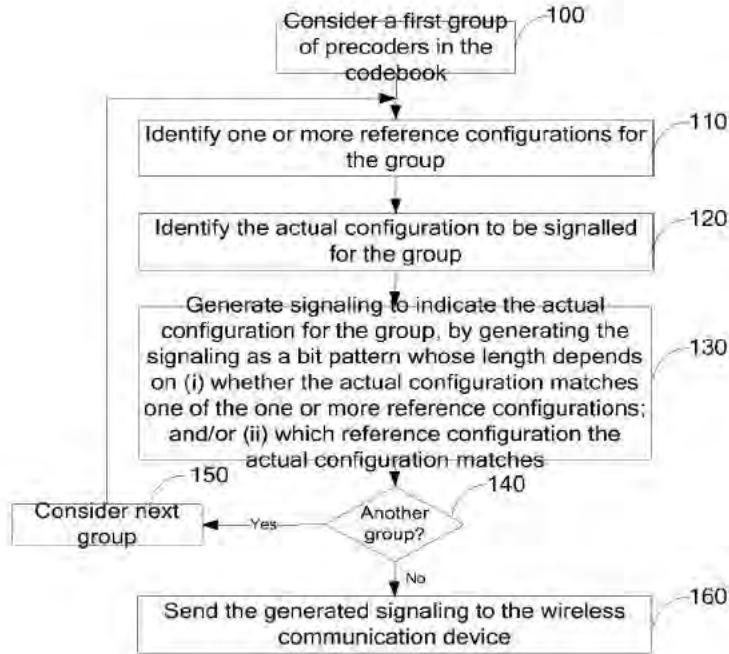 Consider a first group
of precoders in the
codebook
100
Identify one or more reference configurations for
the group
110
Identify the actual configuration to be signalled
for the group
120
Generate signaling to indicate the actual
configuration for the group, by generating the
signaling as a bit pattern whose length depends
on (i) whether the actual configuration matches
one of the one or more reference configurations;
and/or (ii) which reference configuration the
actual configuration matches
130
150
Consider next
group
Yes
Another
group?
140
No
Send the generated signaling to the wireless
communication device
160